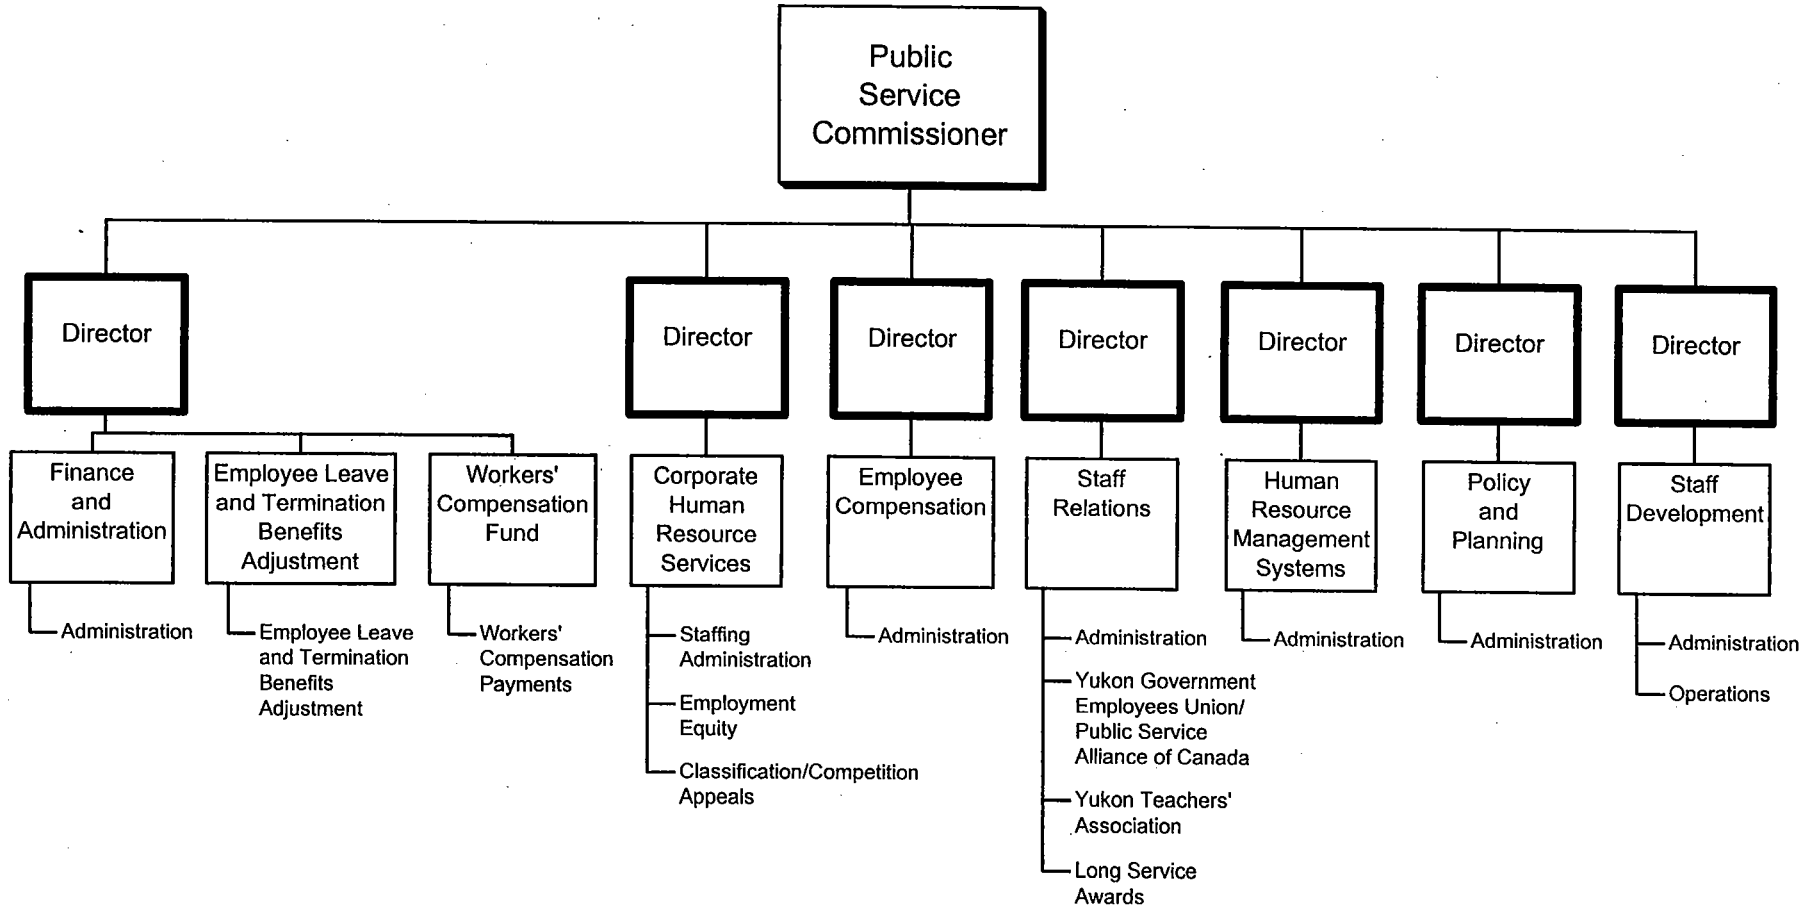 Public
Service
Commissioner
Director
Director
Director
Director
Director
Director
Director
Finance
and
Administration
Employee Leave
and Termination
Benefits
Adjustment
Workers'
Compensation
Fund
Corporate
Human
Resource
Services
Employee
Compensation
Staff
Relations
Human
Resource
Management
Systems
Policy
and
Planning
Staff
Development
Administration
Employee Leave
and Termination
Benefits
Adjustment
Workers'
Compensation
Payments
Staffing
Administration
Employment
Equity
Classification/Competition
Appeals
Administration
Administration
Yukon Government
Employees Union/
Public Service
Alliance of Canada
Yukon Teachers'
Association
Long Service
Awards
Administration
Administration
Administration
Operations